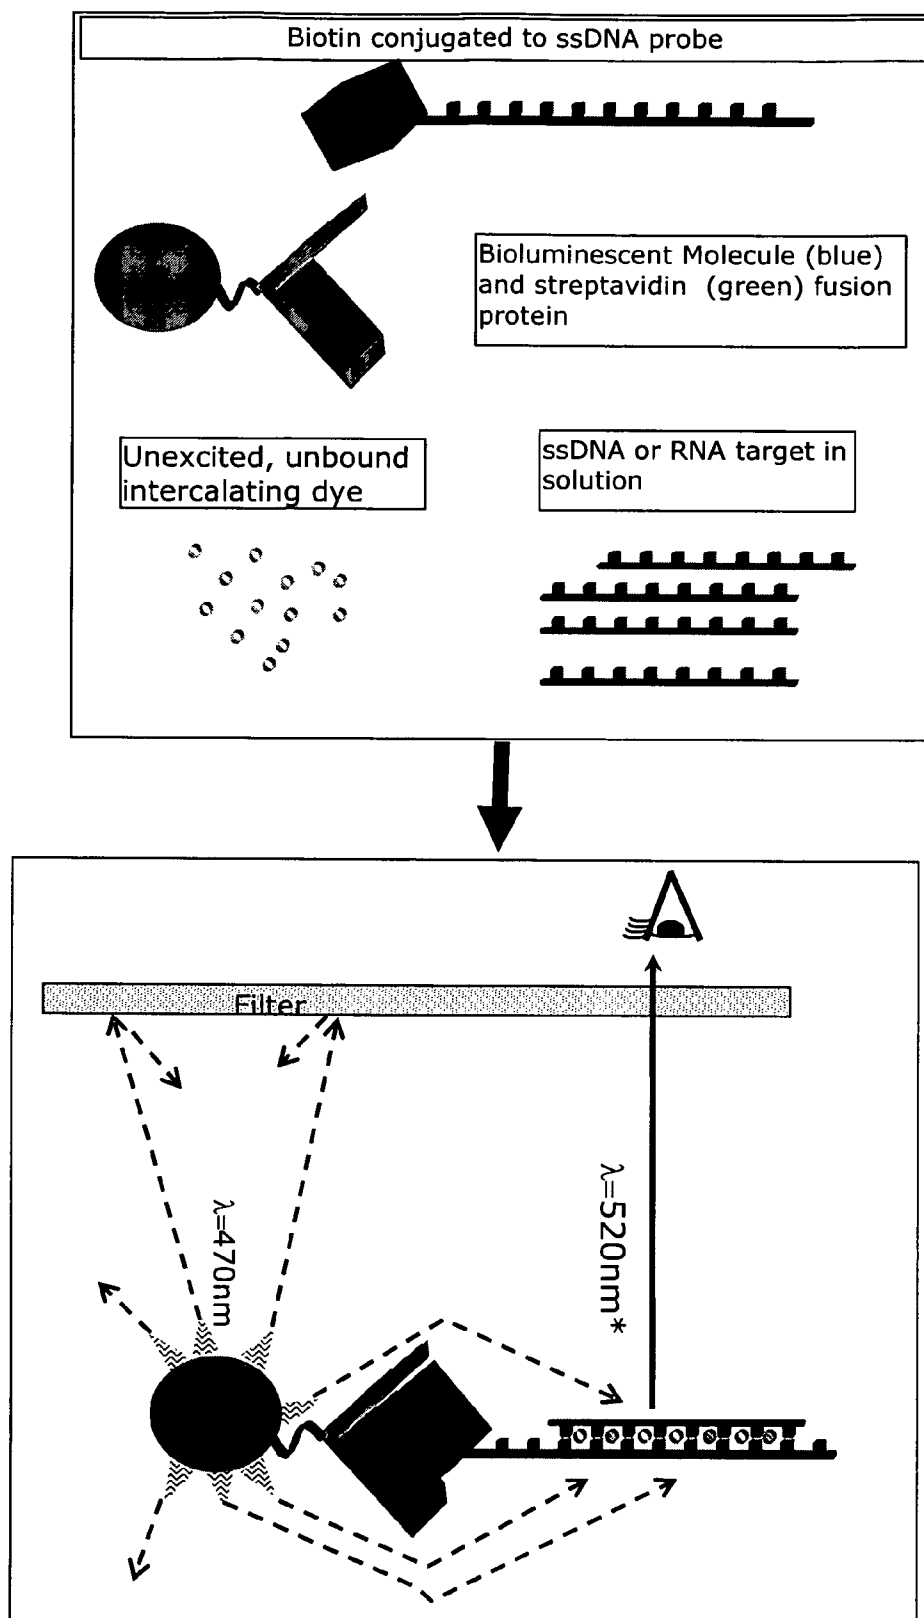 Biotin conjugated to ssDNA probe
Bioluminescent Molecule (blue)
and streptavidin (green) fusion
protein
Unexcited, unbound
intercalating dye
ssDNA or RNA target in
solution
Filter
λ=470nm
λ=520nm*